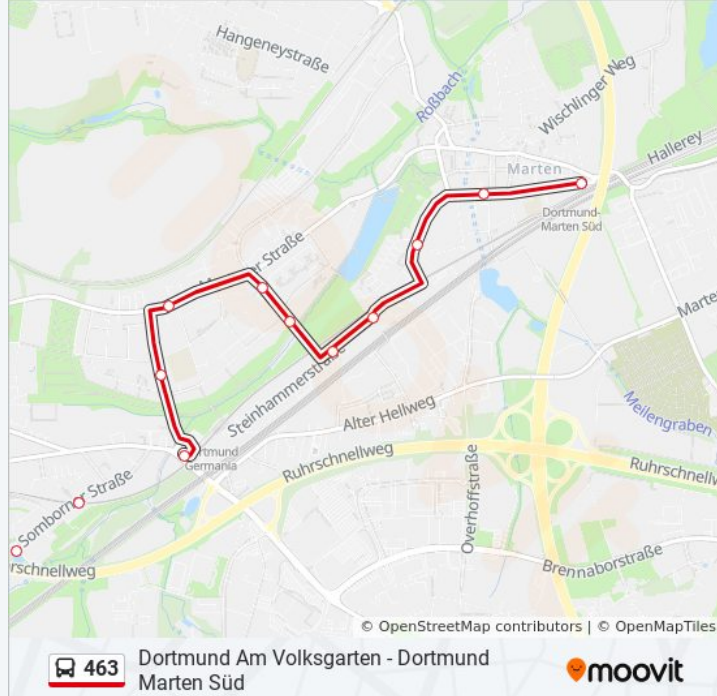 Hangeneystraße
Roßbach
Wischlinger Weg
Hallerey
Marten
Dortmund-
Marten Süd
Straße
Marte
Steinhammerstraße
Alter Hellweg
Meilengraben
Germania
Ruhrschnellweg
Ruhrschnellw
Somborner Straße
Overhoffstraße
Brennaborstraße
rschnellweg
© OpenStreetMap contributors | © OpenMapTiles
463
Dortmund Am Volksgarten - Dortmund
Marten Süd
moovit